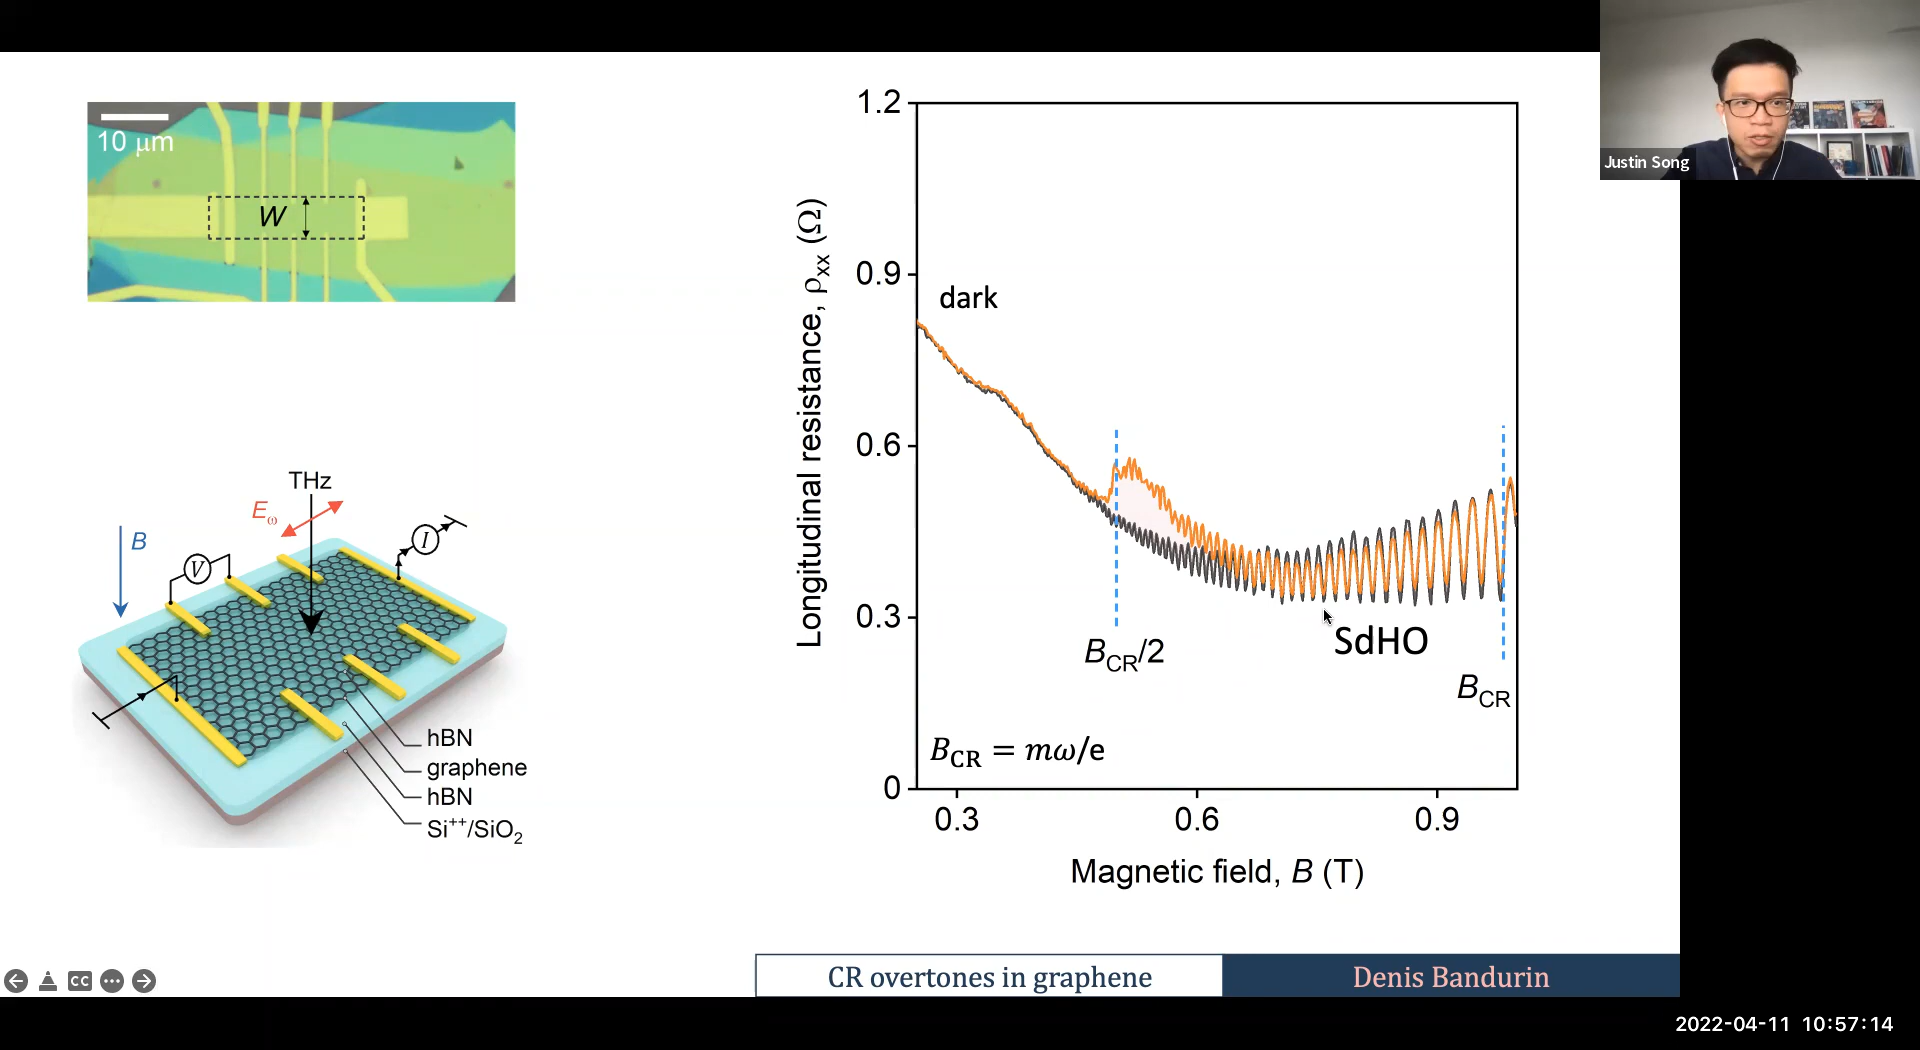 10 μm
W
THz
E_ω
B
V
I
hBN
graphene
hBN
Si⁺⁺/SiO₂
Longitudinal resistance, ρ_xx (Ω)
1.2
0.9
0.6
0.3
0
dark
B_CR/2
SdHO
B_CR
B_CR = mω/e
0.3 0.6 0.9
Magnetic field, B (T)
CR overtones in graphene
Denis Bandurin
CC
Justin Song
2022-04-11 10:57:14